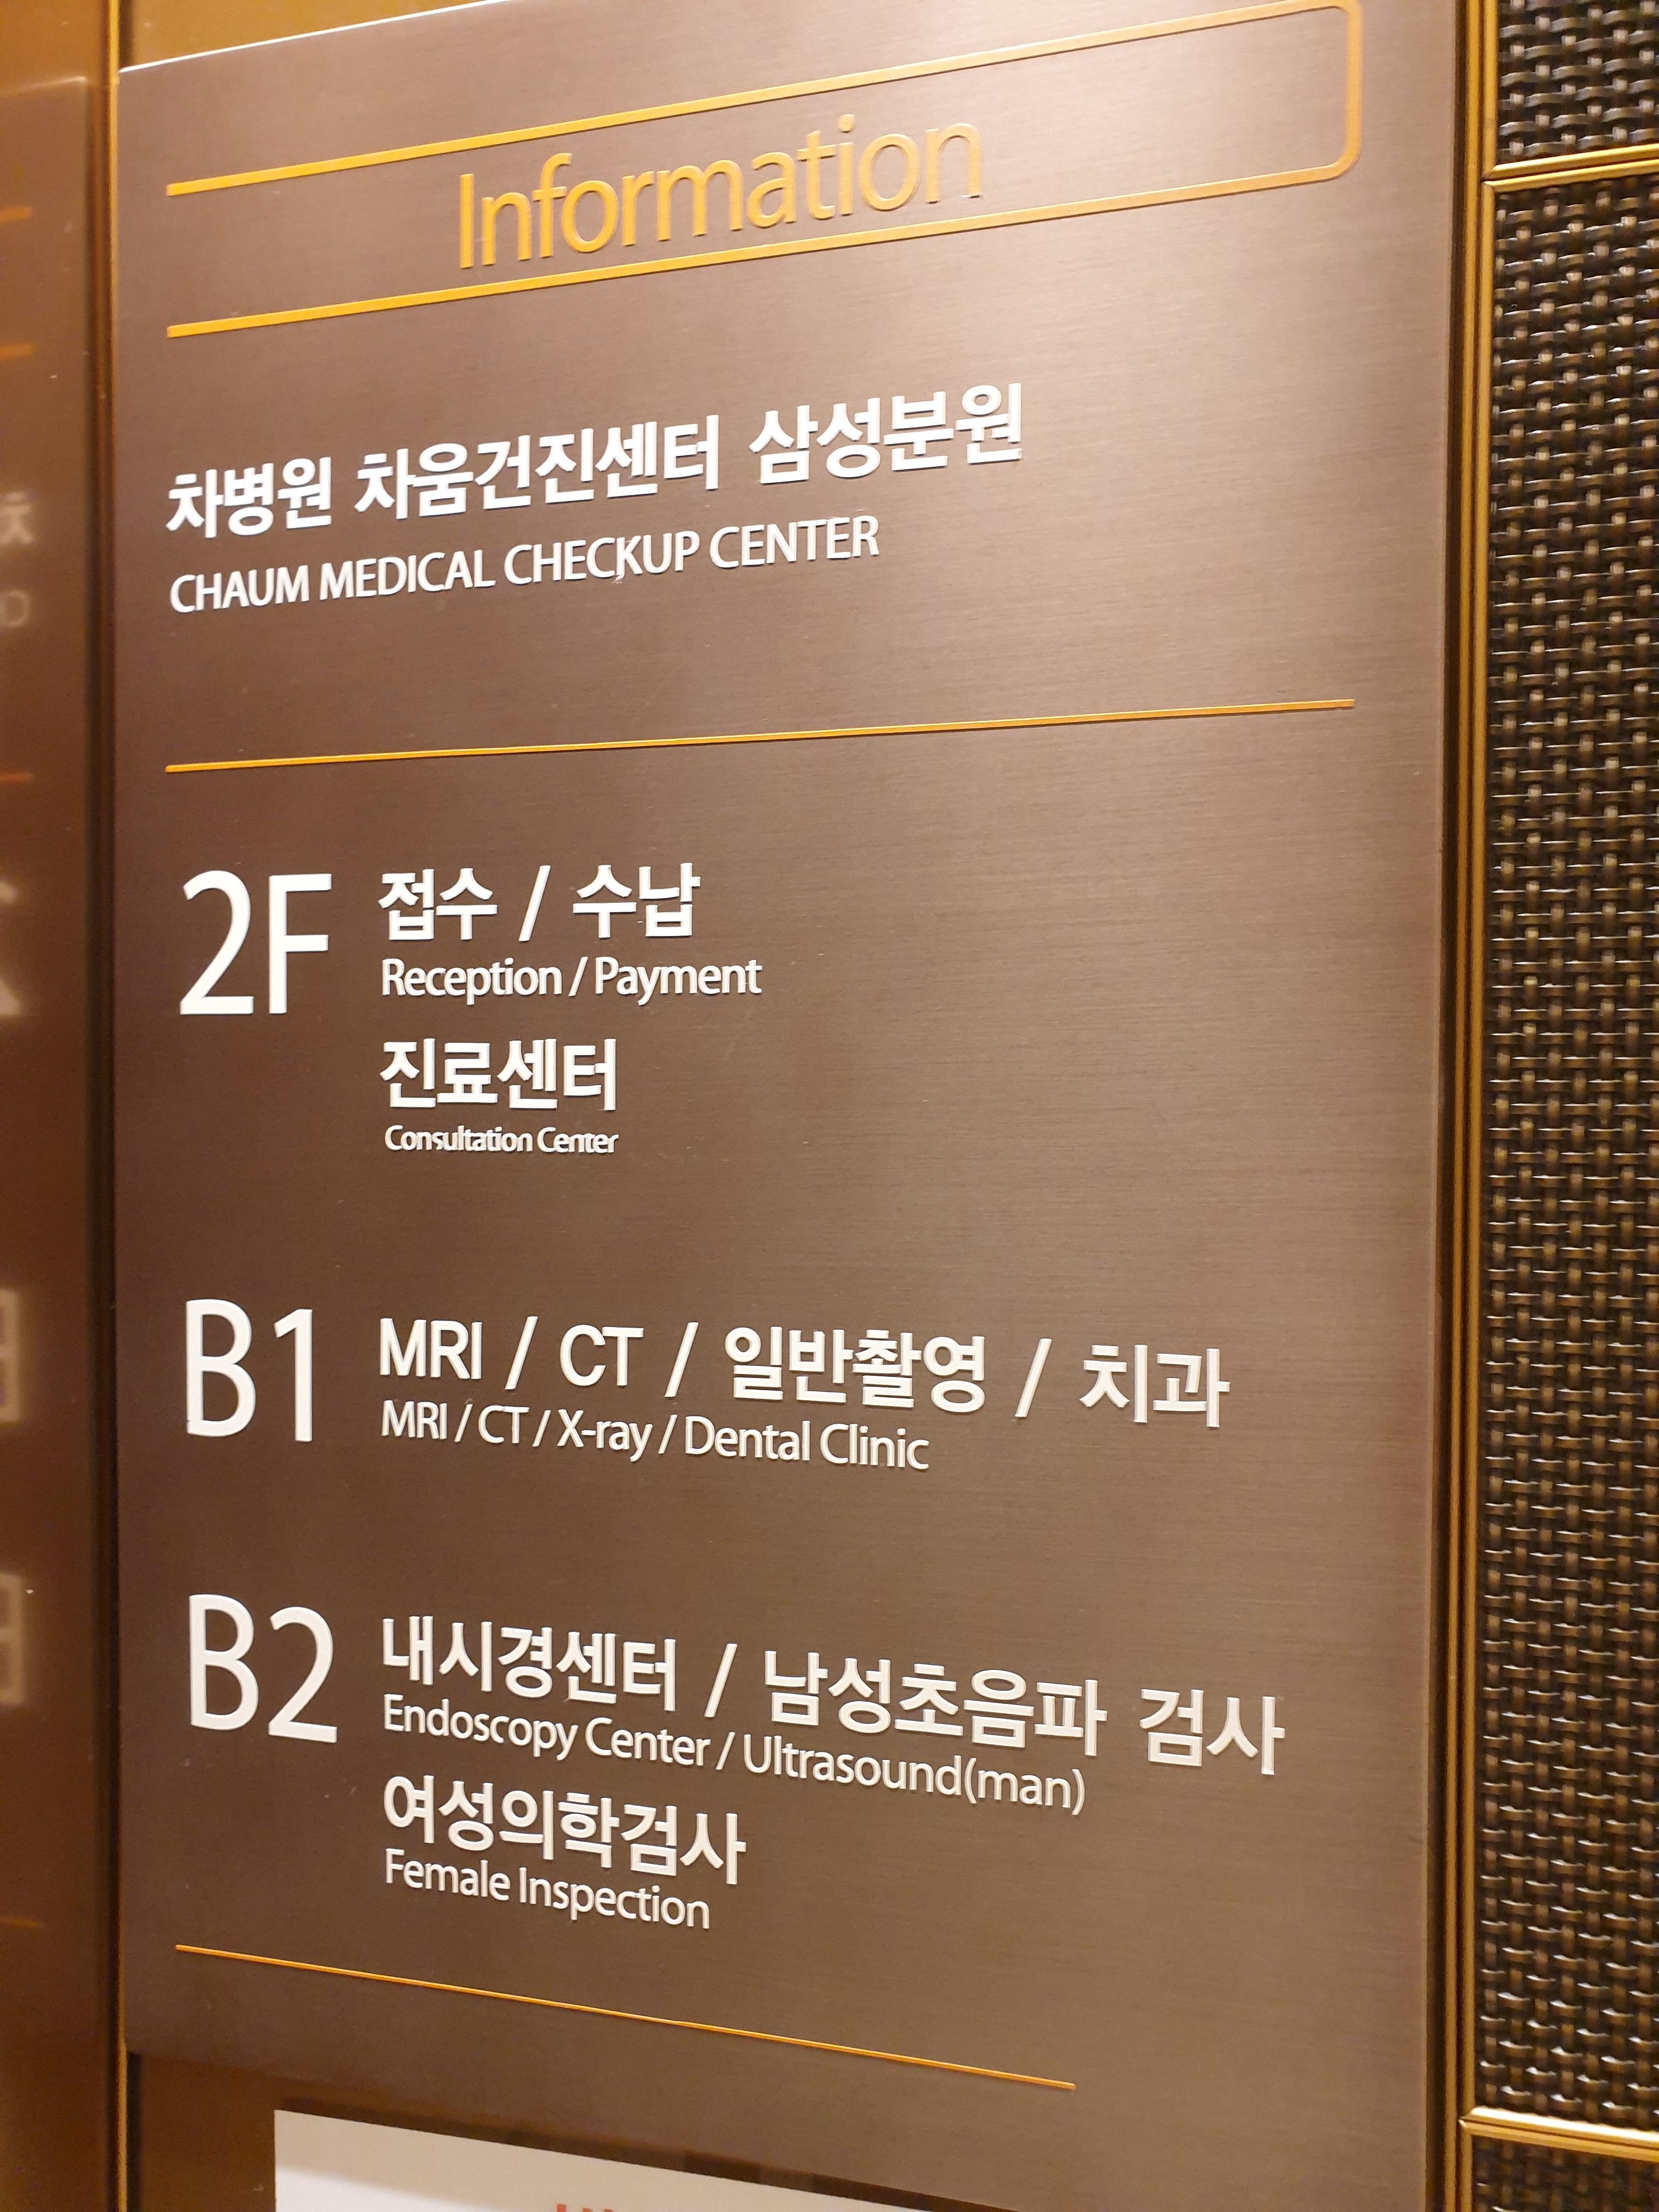 Information
차병원 차움건진센터 삼성분원
CHAUM MEDICAL CHECKUP CENTER
2F 접수 / 수납
Reception / Payment
진료센터
Consultation Center
B1 MRI / CT / 일반촬영 / 치과
MRI / CT / X-ray / Dental Clinic
B2 내시경센터 / 남성초음파 검사
Endoscopy Center / Ultrasound(man)
여성의학검사
Female Inspection